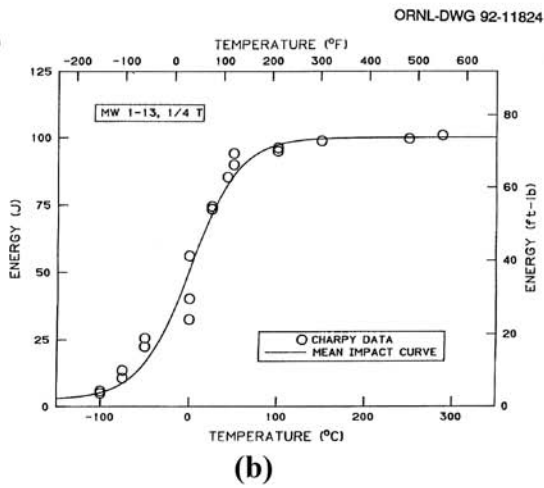 ORNL-DWG 92-11824
TEMPERATURE (°F)
-200 -100 0 100 200 300 400 500 600
125
100
75
50
25
0
ENERGY (J)
MW 1-13, 1/4 T
80
60
40
20
0
ENERGY (ft-lb)
CHARPY DATA
MEAN IMPACT CURVE
-100 0 100 200 300
TEMPERATURE (°C)
(b)